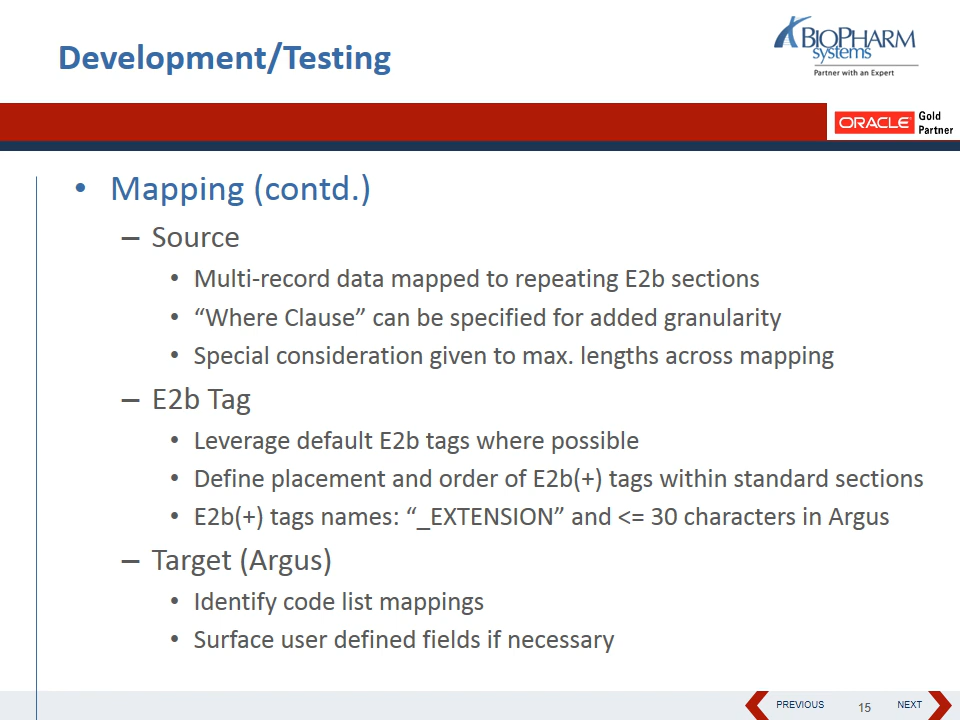 Development/Testing
BIOPHARM
systems
Partner with an Expert
ORACLE
Gold
Partner
• Mapping (contd.)
– Source
• Multi-record data mapped to repeating E2b sections
• “Where Clause” can be specified for added granularity
• Special consideration given to max. lengths across mapping
– E2b Tag
• Leverage default E2b tags where possible
• Define placement and order of E2b(+) tags within standard sections
• E2b(+) tags names: “_EXTENSION” and <= 30 characters in Argus
– Target (Argus)
• Identify code list mappings
• Surface user defined fields if necessary
PREVIOUS 15 NEXT